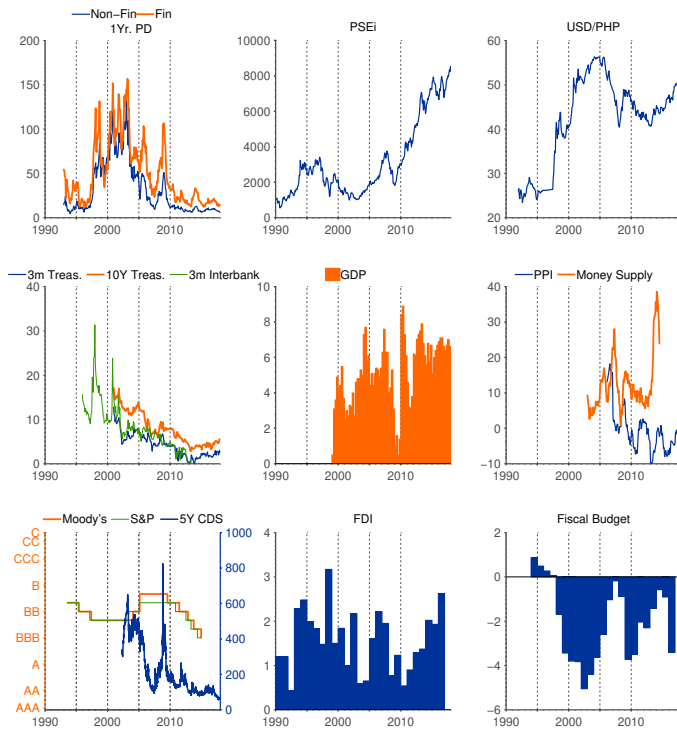 Non-Fin Fin
1Yr. PD
200
150
100
50
0
1990 2000 2010
PSEi
10000
8000
6000
4000
2000
0
1990 2000 2010
USD/PHP
60
50
40
30
20
1990 2000 2010
3m Treas. 10Y Treas. 3m Interbank
40
30
20
10
0
1990 2000 2010
GDP
10
8
6
4
2
0
1990 2000 2010
PPI Money Supply
40
30
20
10
0
−10
1990 2000 2010
Moody's S&P 5Y CDS
C
CC
CCC
B
BB
BBB
A
AA
AAA
1000
800
600
400
200
0
1990 2000 2010
FDI
4
3
2
1
0
1990 2000 2010
Fiscal Budget
2
0
−2
−4
−6
1990 2000 2010